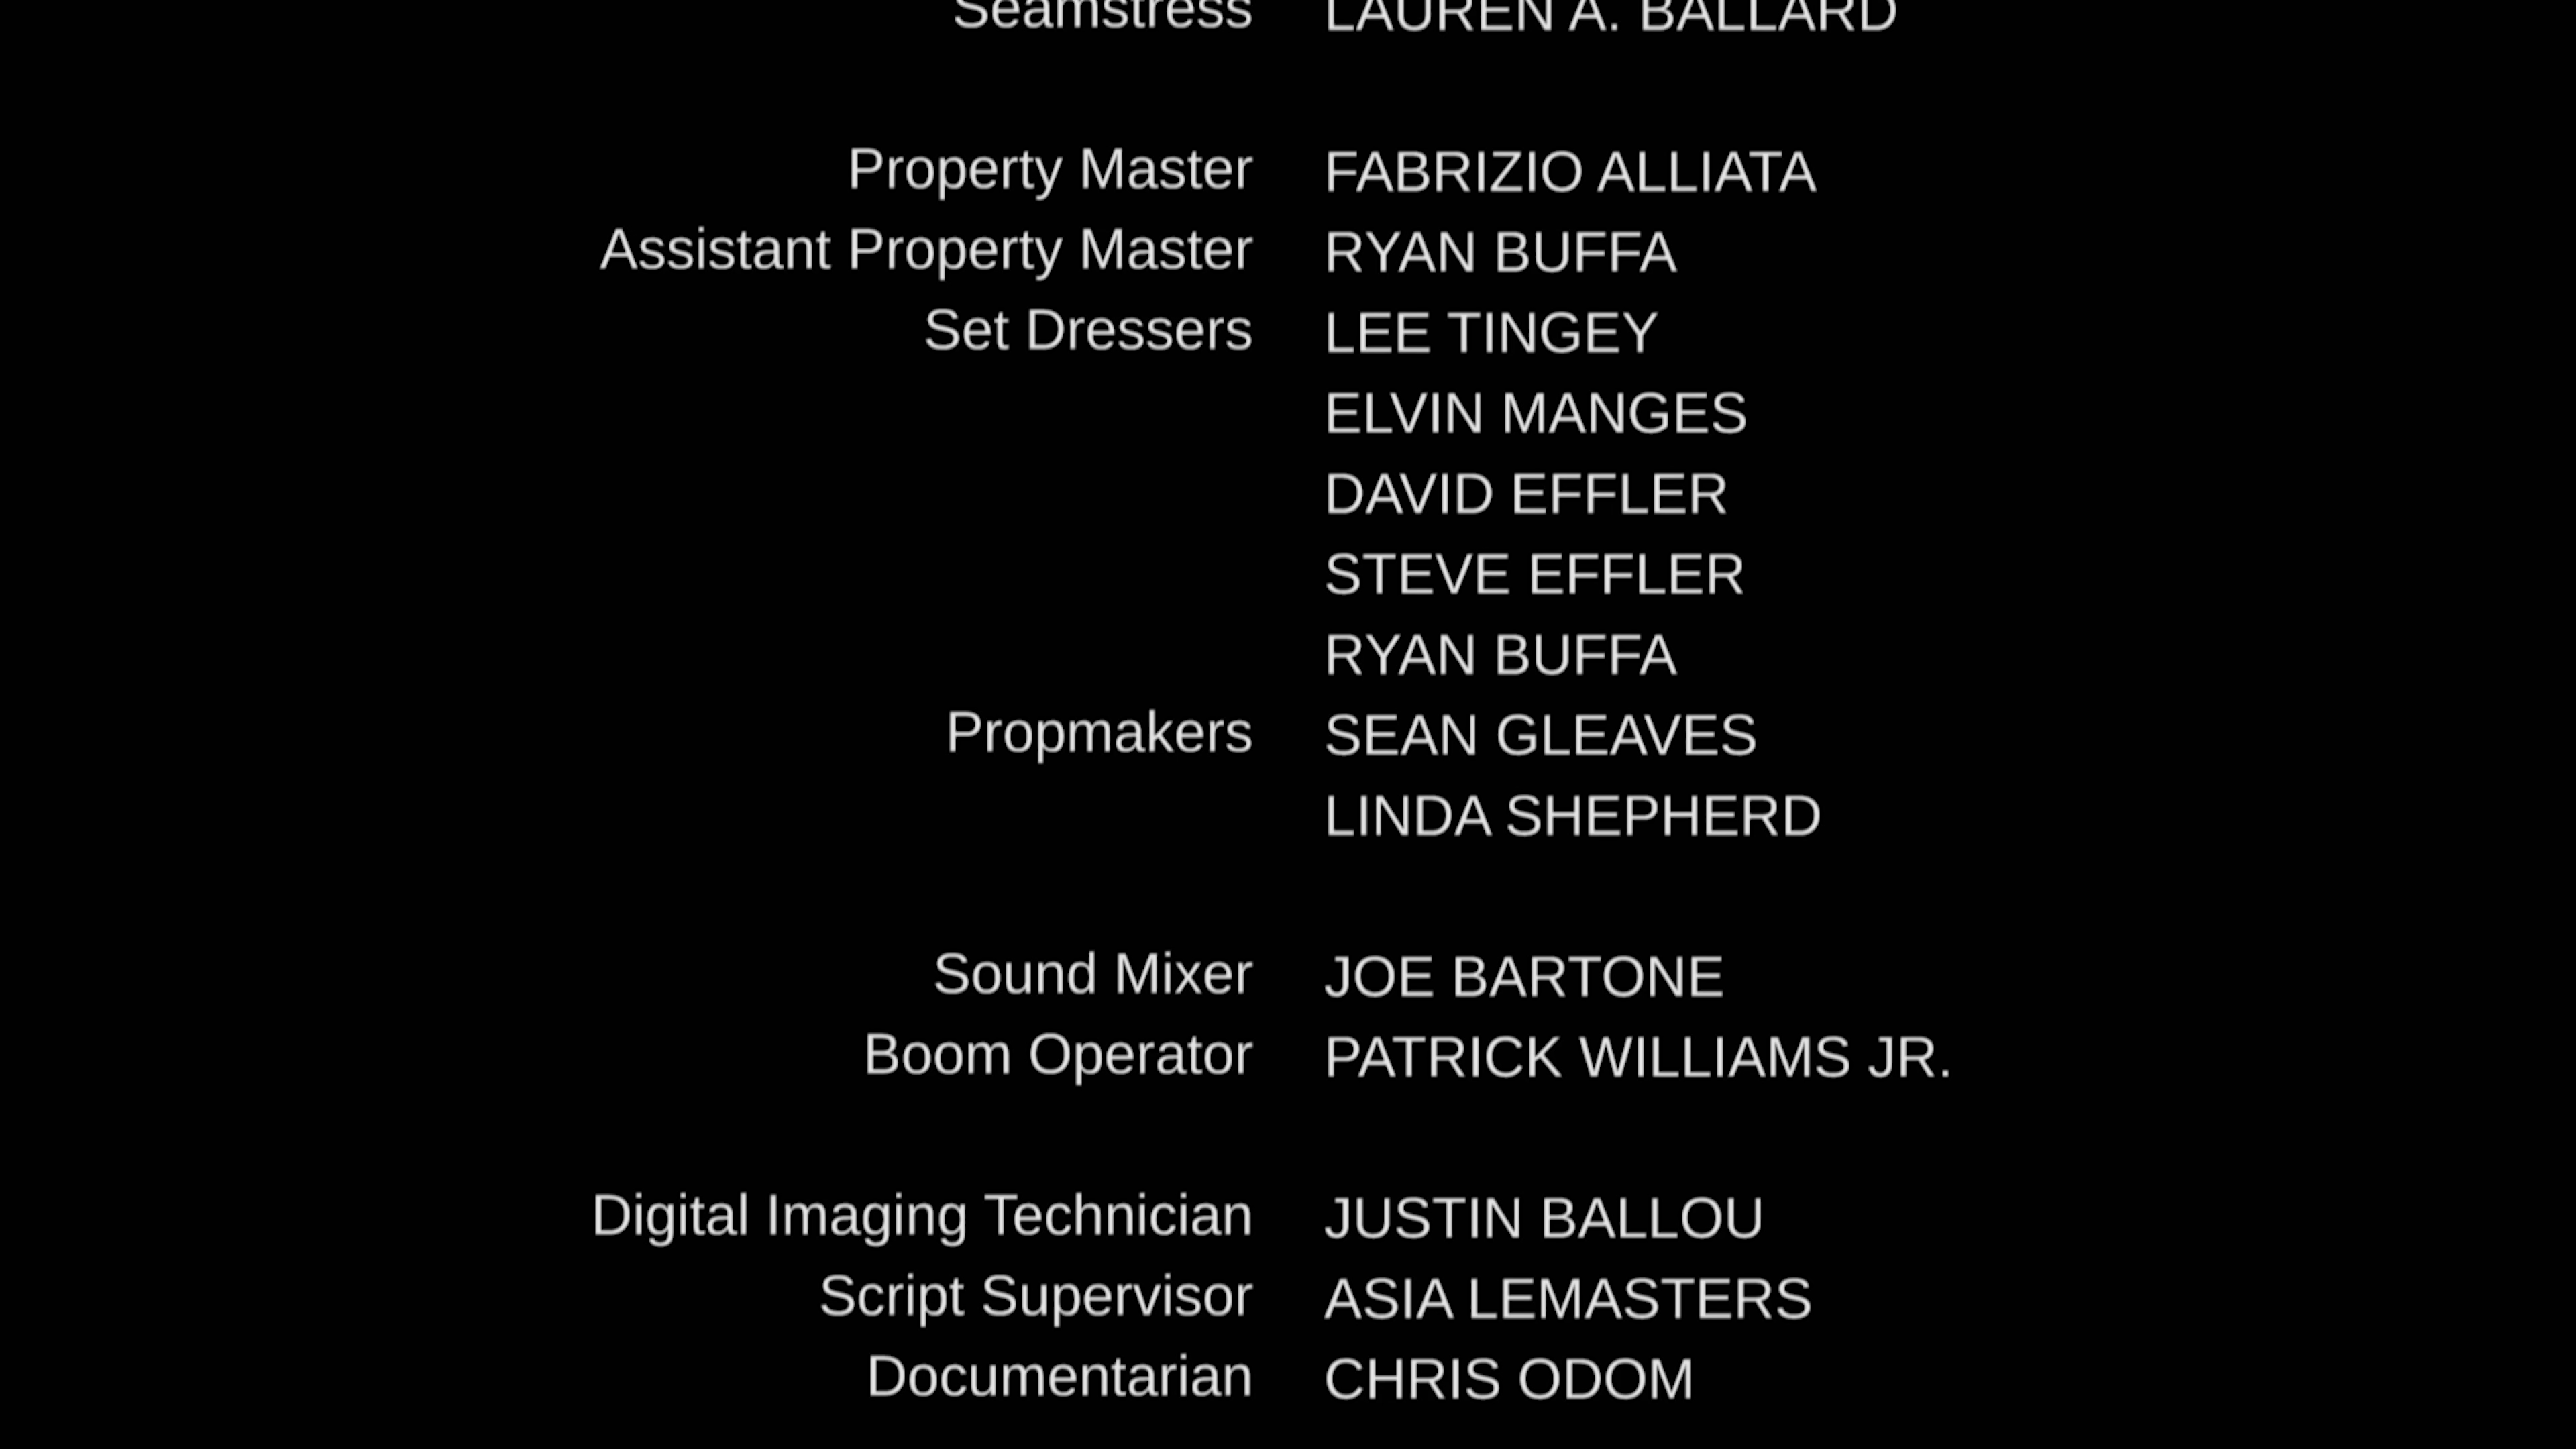 Seamstress LAUREN A. BALLARD
Property Master FABRIZIO ALLIATA
Assistant Property Master RYAN BUFFA
Set Dressers LEE TINGEY
ELVIN MANGES
DAVID EFFLER
STEVE EFFLER
RYAN BUFFA
Propmakers SEAN GLEAVES
LINDA SHEPHERD
Sound Mixer JOE BARTONE
Boom Operator PATRICK WILLIAMS JR.
Digital Imaging Technician JUSTIN BALLOU
Script Supervisor ASIA LEMASTERS
Documentarian CHRIS ODOM